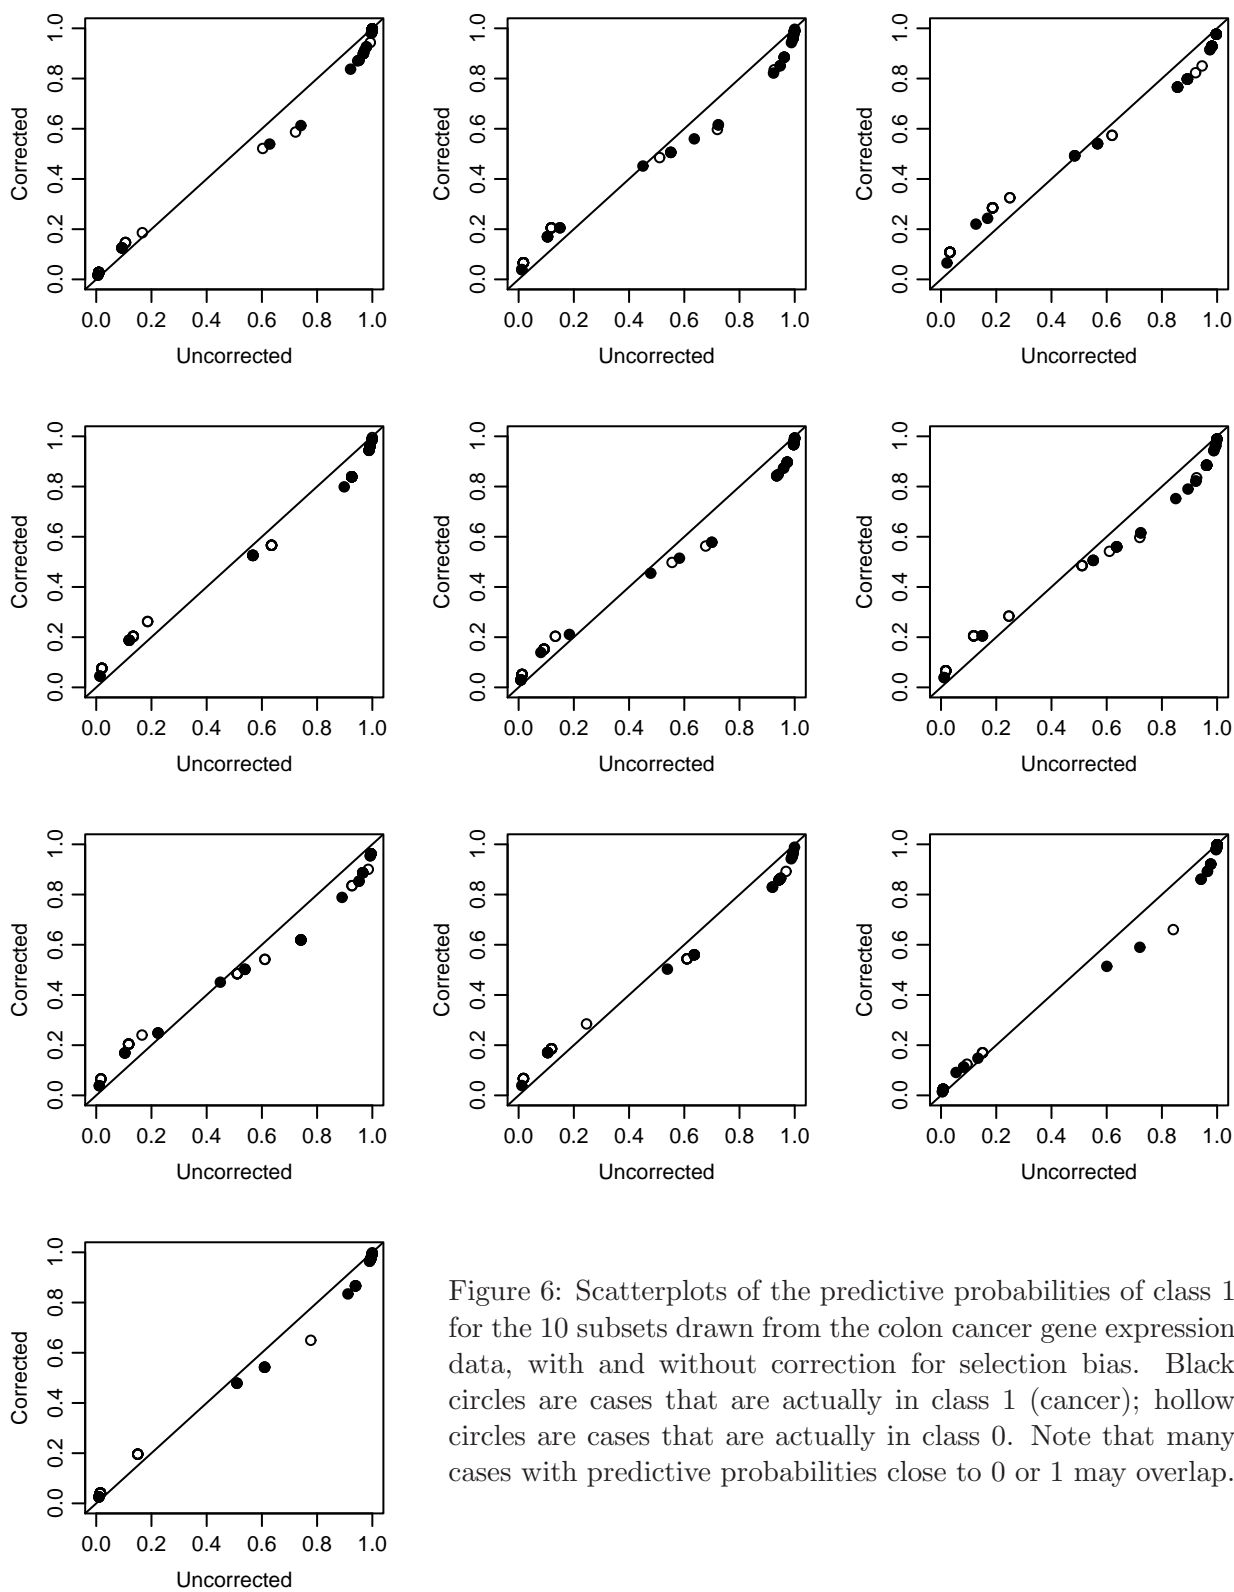 Corrected
0.0 0.2 0.4 0.6 0.8 1.0
0.0 0.2 0.4 0.6 0.8 1.0
Uncorrected
Corrected
0.0 0.2 0.4 0.6 0.8 1.0
0.0 0.2 0.4 0.6 0.8 1.0
Uncorrected
Corrected
0.0 0.2 0.4 0.6 0.8 1.0
0.0 0.2 0.4 0.6 0.8 1.0
Uncorrected
Corrected
0.0 0.2 0.4 0.6 0.8 1.0
0.0 0.2 0.4 0.6 0.8 1.0
Uncorrected
Corrected
0.0 0.2 0.4 0.6 0.8 1.0
0.0 0.2 0.4 0.6 0.8 1.0
Uncorrected
Corrected
0.0 0.2 0.4 0.6 0.8 1.0
0.0 0.2 0.4 0.6 0.8 1.0
Uncorrected
Corrected
0.0 0.2 0.4 0.6 0.8 1.0
0.0 0.2 0.4 0.6 0.8 1.0
Uncorrected
Corrected
0.0 0.2 0.4 0.6 0.8 1.0
0.0 0.2 0.4 0.6 0.8 1.0
Uncorrected
Corrected
0.0 0.2 0.4 0.6 0.8 1.0
0.0 0.2 0.4 0.6 0.8 1.0
Uncorrected
Corrected
0.0 0.2 0.4 0.6 0.8 1.0
0.0 0.2 0.4 0.6 0.8 1.0
Uncorrected
Figure 6: Scatterplots of the predictive probabilities of class 1
for the 10 subsets drawn from the colon cancer gene expression
data, with and without correction for selection bias. Black
circles are cases that are actually in class 1 (cancer); hollow
circles are cases that are actually in class 0. Note that many
cases with predictive probabilities close to 0 or 1 may overlap.